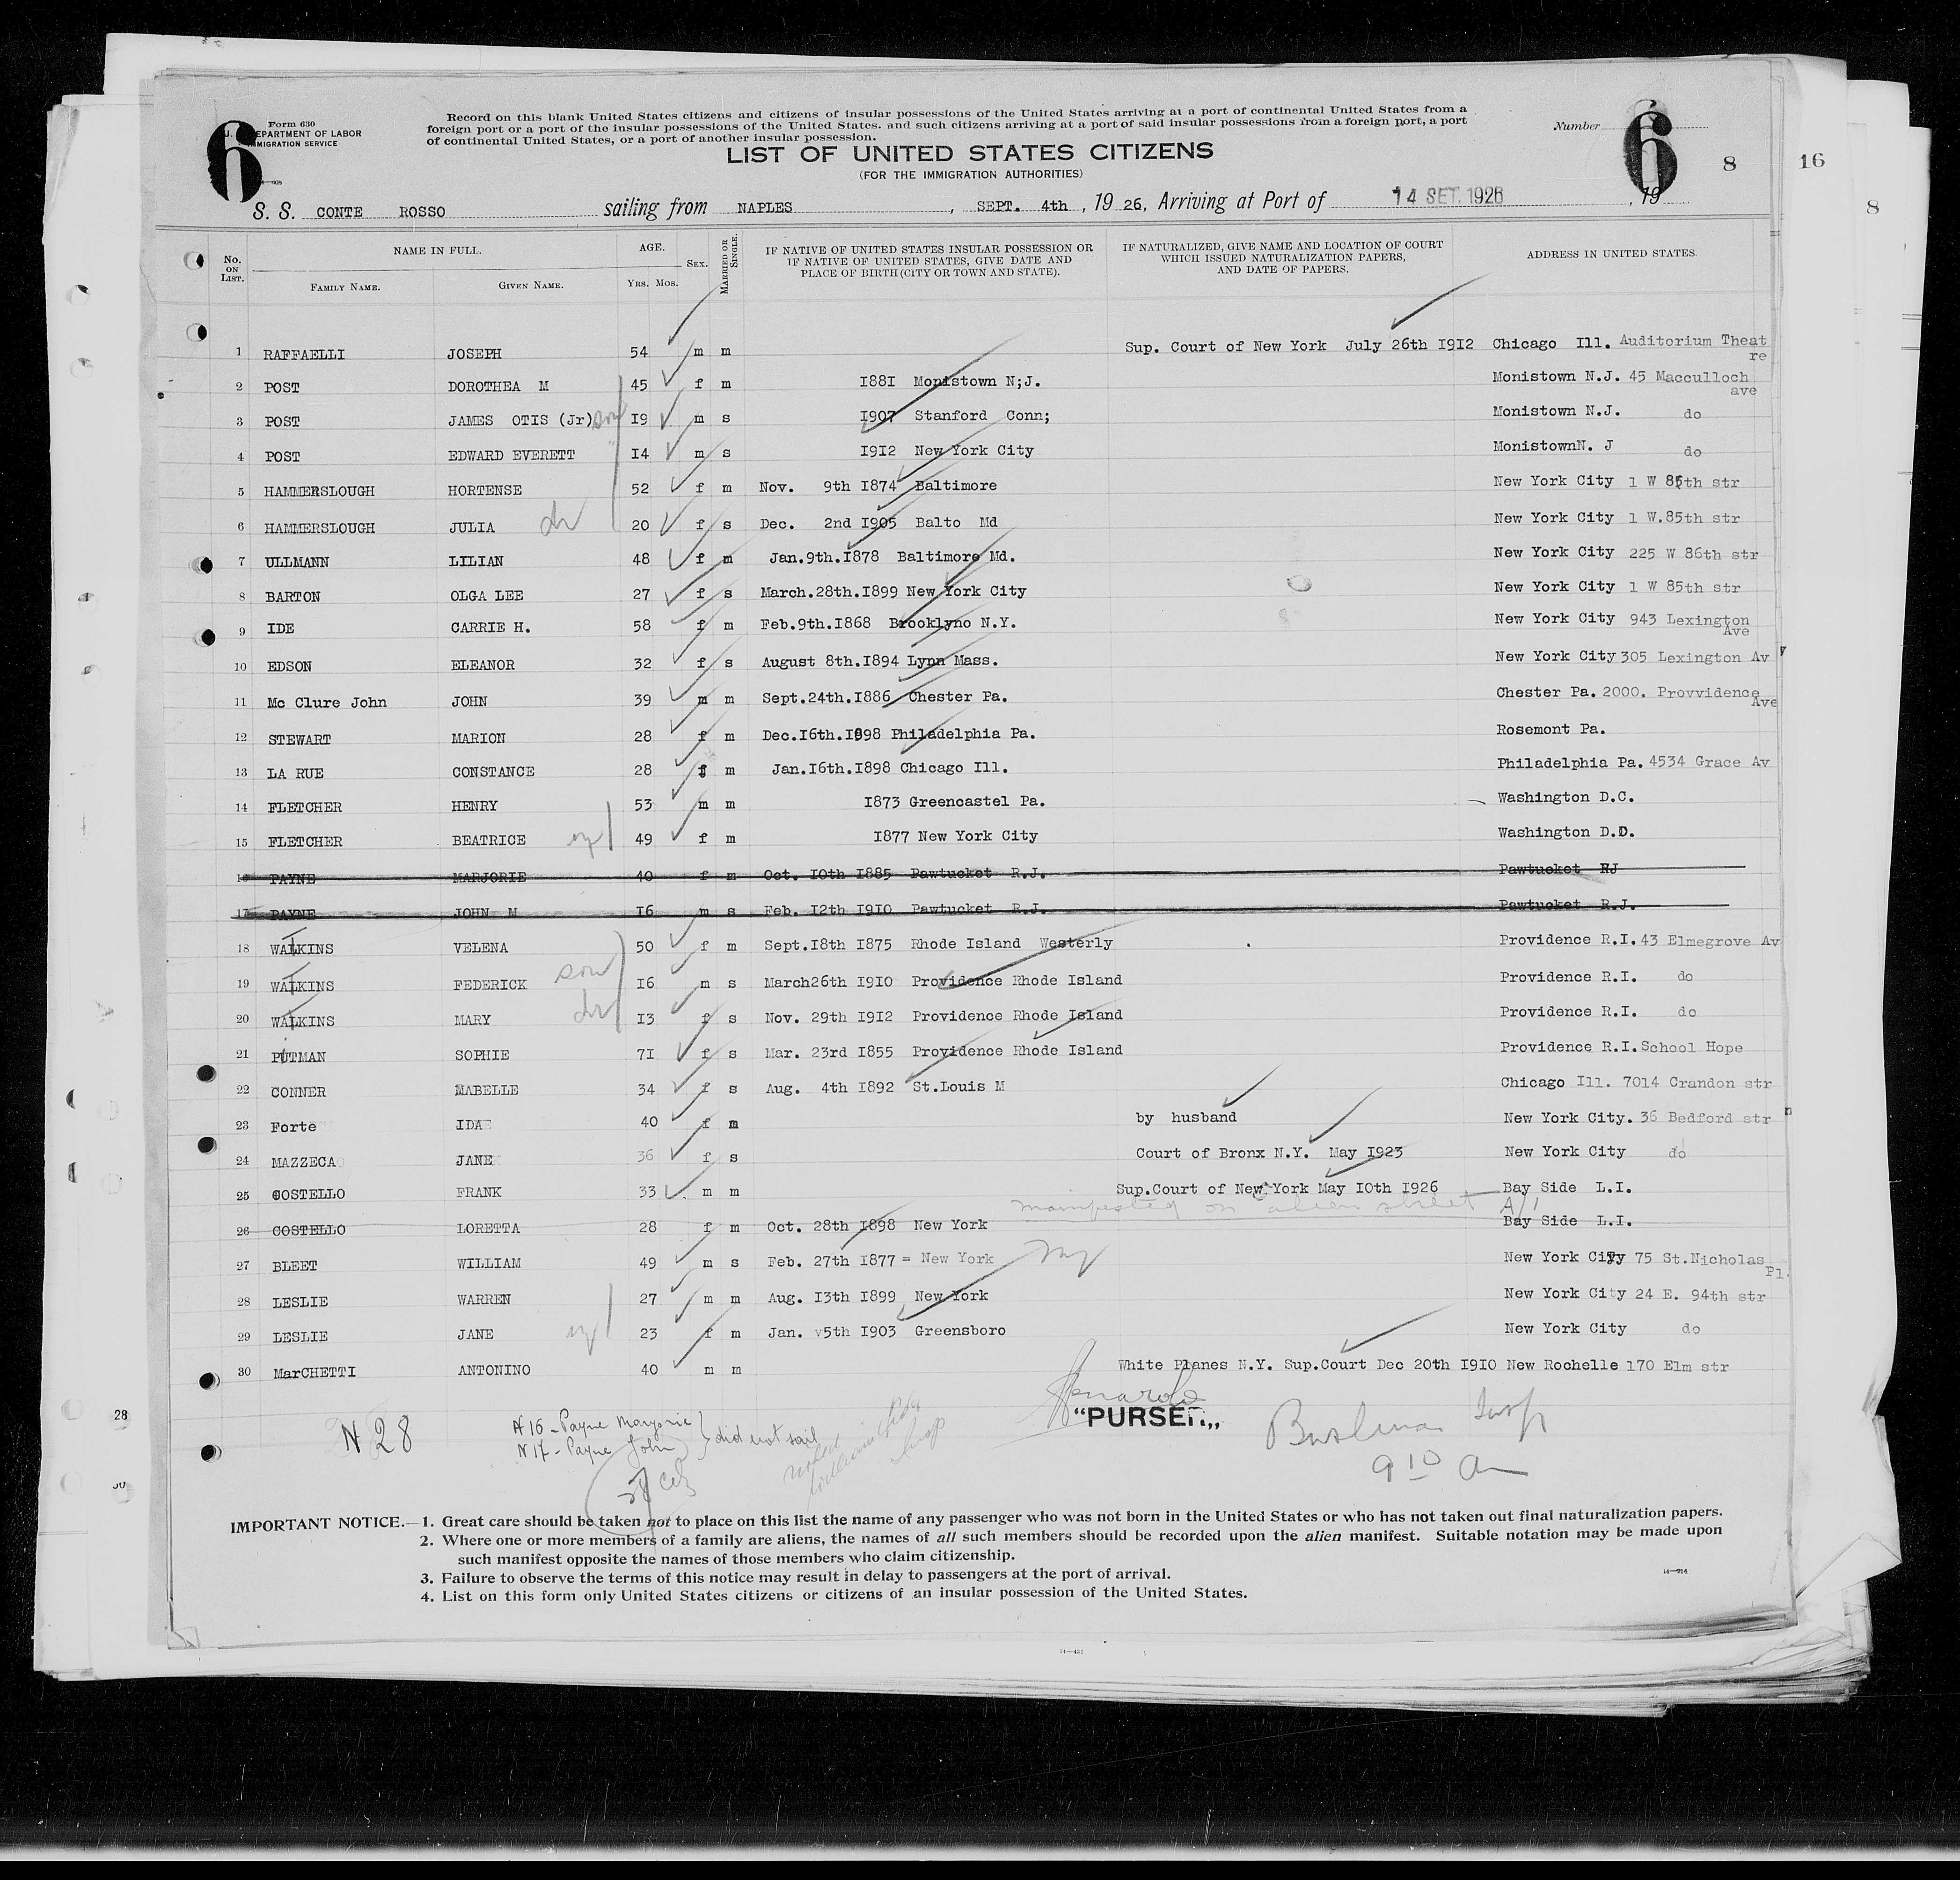 Form 630
U. S. DEPARTMENT OF LABOR
IMMIGRATION SERVICE
Record on this blank United States citizens and citizens of insular possessions of the United States arriving at a port of continental United States from a
foreign port or a port of the insular possessions of the United States. and such citizens arriving at a port of said insular possessions from a foreign port, a port
of continental United States, or a port of another insular possession.
Number
6 6 8 16
8
LIST OF UNITED STATES CITIZENS
(FOR THE IMMIGRATION AUTHORITIES)
S. S. CONTE ROSSO sailing from NAPLES, SEPT. 4th, 19 26, Arriving at Port of 14 SET. 1926, 19
No. ON LIST. NAME IN FULL. FAMILY NAME. GIVEN NAME. AGE. YRS. MOS. SEX. MARRIED OR SINGLE. IF NATIVE OF UNITED STATES INSULAR POSSESSION OR IF NATIVE OF UNITED STATES, GIVE DATE AND PLACE OF BIRTH (CITY OR TOWN AND STATE). IF NATURALIZED, GIVE NAME AND LOCATION OF COURT WHICH ISSUED NATURALIZATION PAPERS, AND DATE OF PAPERS. ADDRESS IN UNITED STATES.
1 RAFFAELLI JOSEPH 54 m m Sup. Court of New York July 26th 1912 Chicago Ill. Auditorium Theat re
2 POST DOROTHEA M 45 f m 1881 Monistown N;J. Monistown N.J. 45 Macculloch ave
3 POST JAMES OTIS (Jr) son 19 m s 1907 Stanford Conn; Monistown N.J. do
4 POST EDWARD EVERETT " 14 m s 1912 New York City MonistownN. J do
5 HAMMERSLOUGH HORTENSE 52 f m Nov. 9th 1874 Baltimore New York City 1 W 85th str
6 HAMMERSLOUGH JULIA dr 20 f s Dec. 2nd 1905 Balto Md New York City 1 W.85th str
7 ULLMANN LILIAN 48 f m Jan.9th.1878 Baltimore Md. New York City 225 W 86th str
8 BARTON OLGA LEE 27 f s March.28th.1899 New York City New York City 1 W 85th str
9 IDE CARRIE H. 58 f m Feb.9th.1868 Brooklyno N.Y. New York City 943 Lexington Ave
10 EDSON ELEANOR 32 f s August 8th.1894 Lynn Mass. New York City 305 Lexington Av
11 Mc Clure John JOHN 39 m m Sept.24th.1886 Chester Pa. Chester Pa. 2000. Provvidence Ave
12 STEWART MARION 28 f m Dec.16th.1898 Philadelphia Pa. Rosemont Pa.
13 LA RUE CONSTANCE 28 f m Jan.16th.1898 Chicago Ill. Philadelphia Pa. 4534 Grace Av
14 FLETCHER HENRY 53 m m 1873 Greencastel Pa. Washington D.C.
15 FLETCHER BEATRICE 49 f m 1877 New York City Washington D.D.
16 PAYNE MARJORIE 40 f m Oct. 10th 1885 Pawtucket R.J. Pawtucket RJ
17 PAYNE JOHN M 16 m s Feb. 12th 1910 Pawtucket R.J. Pawtucket R.J.
18 WALKINS VELENA 50 f m Sept.18th 1875 Rhode Island Westerly Providence R.I. 43 Elmegrove Av
19 WALKINS FEDERICK son 16 m s March26th 1910 Providence Rhode Island Providence R.I. do
20 WALKINS MARY dr 13 f s Nov. 29th 1912 Providence Rhode Island Providence R.I. do
21 PUTMAN SOPHIE 71 f s Mar. 23rd 1855 Providence Rhode Island Providence R.I. School Hope
22 CONNER MABELLE 34 f s Aug. 4th 1892 St.Louis M Chicago Ill. 7014 Crandon str
23 Forte IDA 40 f m by husband New York City. 36 Bedford str
24 MAZZECA JANE 36 f s Court of Bronx N.Y. May 1923 New York City do
25 COSTELLO FRANK 33 m m Sup.Court of New York May 10th 1926 Bay Side L.I.
manifested on alien street A/1
26 COSTELLO LORETTA 28 f m Oct. 28th 1898 New York Bay Side L.I.
27 BLEET WILLIAM 49 m s Feb. 27th 1877 = New York New York City 75 St.Nicholas Pl.
28 LESLIE WARREN 27 m m Aug. 13th 1899 New York New York City 24 E. 94th str
29 LESLIE JANE 23 f m Jan. 5th 1903 Greensboro New York City do
30 MarCHETTI ANTONINO 40 m m White Planes N.Y. Sup.Court Dec 20th 1910 New Rochelle 170 Elm str
28
N 28
N 16 - Payne Marjorie
N 17 - Payne John } did not sail
28 cit
"PURSER„
9 10 am
IMPORTANT NOTICE.—1. Great care should be taken not to place on this list the name of any passenger who was not born in the United States or who has not taken out final naturalization papers.
2. Where one or more members of a family are aliens, the names of all such members should be recorded upon the alien manifest. Suitable notation may be made upon
such manifest opposite the names of those members who claim citizenship.
3. Failure to observe the terms of this notice may result in delay to passengers at the port of arrival.
4. List on this form only United States citizens or citizens of an insular possession of the United States.
14—914
14—431